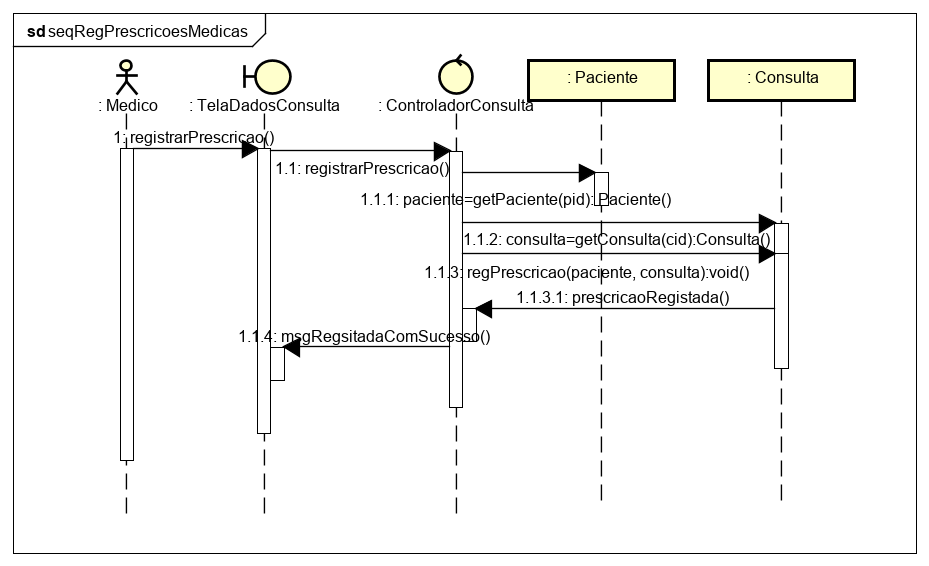 sd seqRegPrescricoesMedicas
: Paciente
: Consulta
: Medico
: TelaDadosConsulta
: ControladorConsulta
1: registrarPrescricao()
1.1: registrarPrescricao()
1.1.1: paciente=getPaciente(pid): Paciente()
1.1.2: consulta=getConsulta(cid):Consulta()
1.1.3: regPrescricao(paciente, consulta):void()
1.1.3.1: prescricaoRegistada()
1.1.4: msgRegsitadaComSucesso()